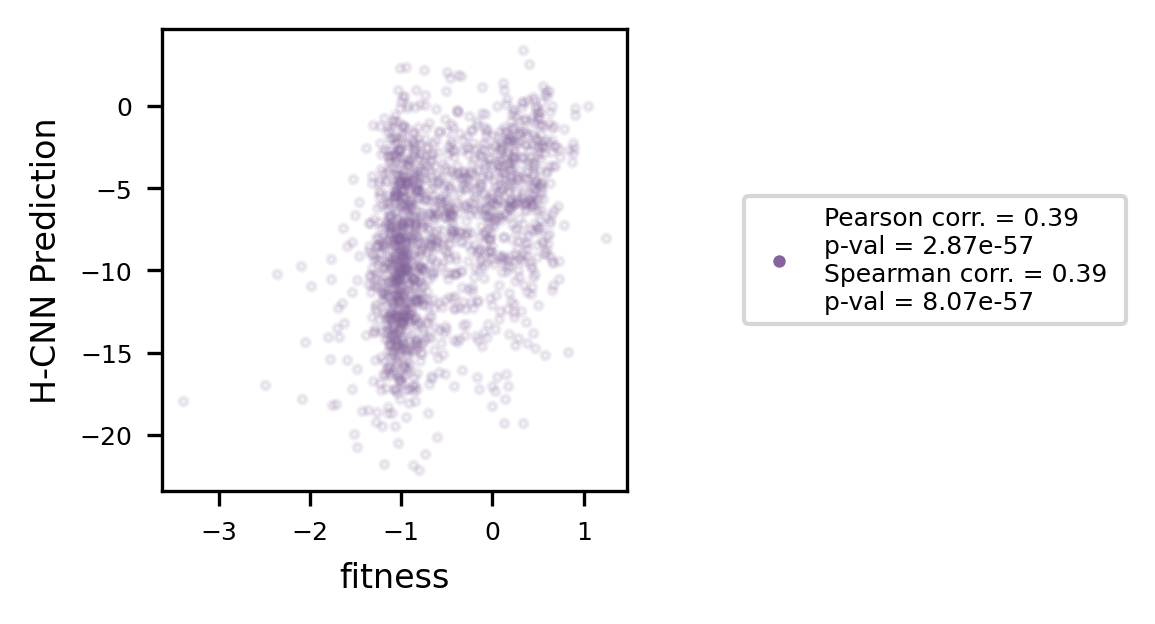 0
−5
−10
−15
−20
H-CNN Prediction
−3
−2
−1
0
1
fitness
Pearson corr. = 0.39
p-val = 2.87e-57
Spearman corr. = 0.39
p-val = 8.07e-57